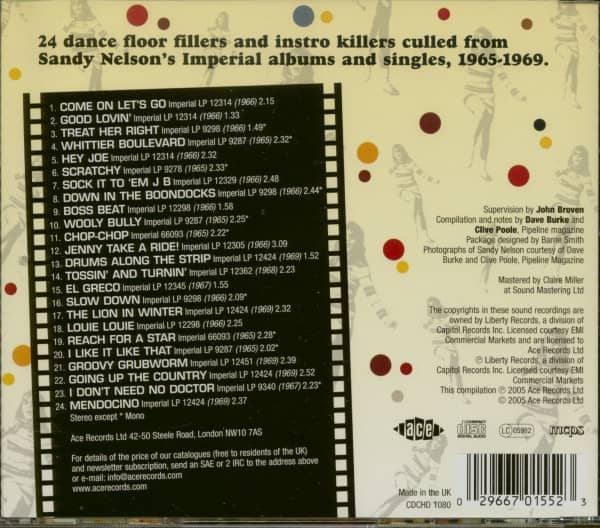 24 dance floor fillers and instro killers culled from
Sandy Nelson's Imperial albums and singles, 1965-1969.
1. COME ON LET'S GO Imperial LP 12314 (1966) 2.15
2. GOOD LOVIN' Imperial LP 12314 (1966) 1.33
3. TREAT HER RIGHT Imperial LP 9298 (1966) 1.49*
4. WHITTIER BOULEVARD Imperial LP 9287 (1965) 2.32*
5. HEY JOE Imperial LP 12314 (1966) 2.32
6. SCRATCHY Imperial LP 9278 (1965) 2.33*
7. SOCK IT TO 'EM J B Imperial LP 12329 (1966) 2.48
8. DOWN IN THE BOONDOCKS Imperial LP 9298 (1966) 2.44*
9. BOSS BEAT Imperial LP 12298 (1966) 1.58
10. WOOLY BULLY Imperial LP 9287 (1965) 2.25*
11. CHOP-CHOP Imperial 66093 (1965) 2.22*
12. JENNY TAKE A RIDE! Imperial LP 12305 (1966) 3.09
13. DRUMS ALONG THE STRIP Imperial LP 12424 (1969) 1.52
14. TOSSIN' AND TURNIN' Imperial LP 12362 (1968) 2.23
15. EL GRECO Imperial LP 12345 (1967) 1.55
16. SLOW DOWN Imperial LP 9298 (1966) 2.09*
17. THE LION IN WINTER Imperial LP 12424 (1969) 2.32
18. LOUIE LOUIE Imperial LP 12298 (1966) 2.25
19. REACH FOR A STAR Imperial 66093 (1965) 2.28*
20. I LIKE IT LIKE THAT Imperial LP 9287 (1965) 2.02*
21. GROOVY GRUBWORM Imperial LP 12451 (1969) 2.39
22. GOING UP THE COUNTRY Imperial LP 12424 (1969) 2.52
23. I DON'T NEED NO DOCTOR Imperial LP 9340 (1967) 2.23*
24. MENDOCINO Imperial LP 12424 (1969) 2.37
Stereo except * Mono
Ace Records Ltd 42-50 Steele Road, London NW10 7AS
For details of the price of our catalogues (free to residents of the UK)
and newsletter subscription, send an SAE or 2 IRC to the address above
or e-mail: info@acerecords.com
www.acerecords.com
Supervision by John Broven
Compilation and notes by Dave Burke and
Clive Poole, Pipeline magazine
Package designed by Barrie Smith
Photographs of Sandy Nelson courtesy of Dave
Burke and Clive Poole, Pipeline Magazine
Mastered by Claire Miller
at Sound Mastering Ltd
The copyrights in these sound recordings are
owned by Liberty Records, a division of
Capitol Records Inc. Licensed courtesy EMI
Commercial Markets and are licensed to
Ace Records Ltd
℗ Liberty Records, a division of
Capitol Records Inc. Licensed courtesy of EMI
Commercial Markets
This compilation ℗ 2005 Ace Records Ltd
© 2005 Ace Records Ltd
ACE
COMPACT disc DIGITAL AUDIO
LC 05982
mcps
Made in the UK
CDCHD 1080
0 29667 01552 3